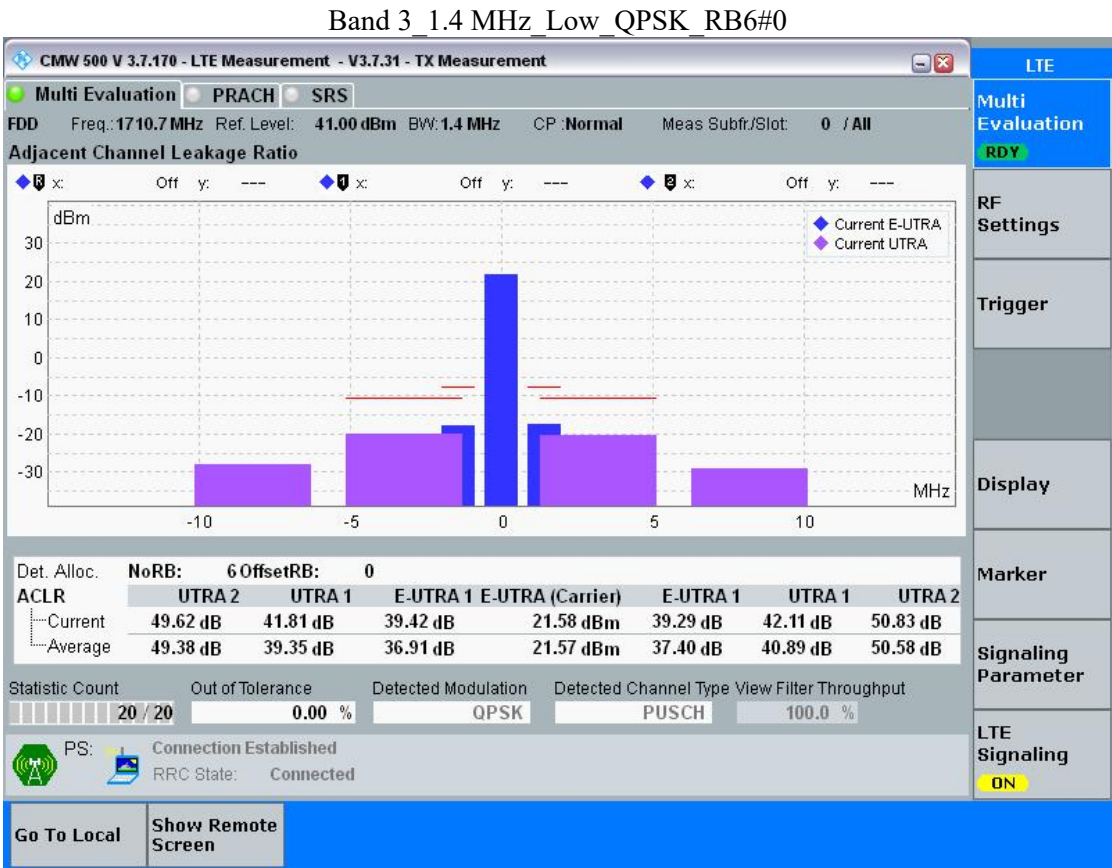 Band 3_1.4 MHz_Low_QPSK_RB6#0
CMW 500 V 3.7.170 - LTE Measurement - V3.7.31 - TX Measurement
LTE
Multi Evaluation PRACH SRS
FDD Freq.: 1710.7 MHz Ref. Level: 41.00 dBm BW: 1.4 MHz CP : Normal Meas Subfr./Slot: 0 / All
Adjacent Channel Leakage Ratio
R x: Off y: --- 1 x: Off y: --- 2 x: Off y: ---
dBm
Current E-UTRA
Current UTRA
30
20
10
0
-10
-20
-30
MHz
-10 -5 0 5 10
Det. Alloc. NoRB: 6 OffsetRB: 0
ACLR UTRA 2 UTRA 1 E-UTRA 1 E-UTRA (Carrier) E-UTRA 1 UTRA 1 UTRA 2
Current 49.62 dB 41.81 dB 39.42 dB 21.58 dBm 39.29 dB 42.11 dB 50.83 dB
Average 49.38 dB 39.35 dB 36.91 dB 21.57 dBm 37.40 dB 40.89 dB 50.58 dB
Statistic Count Out of Tolerance Detected Modulation Detected Channel Type View Filter Throughput
20 / 20 0.00 % QPSK PUSCH 100.0 %
PS: Connection Established
RRC State: Connected
Multi
Evaluation
RDY
RF
Settings
Trigger
Display
Marker
Signaling
Parameter
LTE
Signaling
ON
Go To Local
Show Remote
Screen